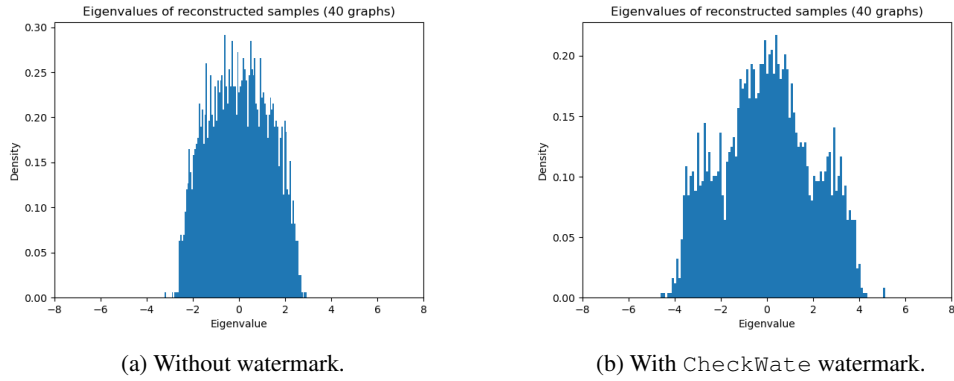 Eigenvalues of reconstructed samples (40 graphs)
0.30
0.25
0.20
0.15
0.10
0.05
0.00
Density
−8 −6 −4 −2 0 2 4 6 8
Eigenvalue
(a) Without watermark.
Eigenvalues of reconstructed samples (40 graphs)
0.20
0.15
0.10
0.05
0.00
Density
−8 −6 −4 −2 0 2 4 6 8
Eigenvalue
(b) With CheckWate watermark.